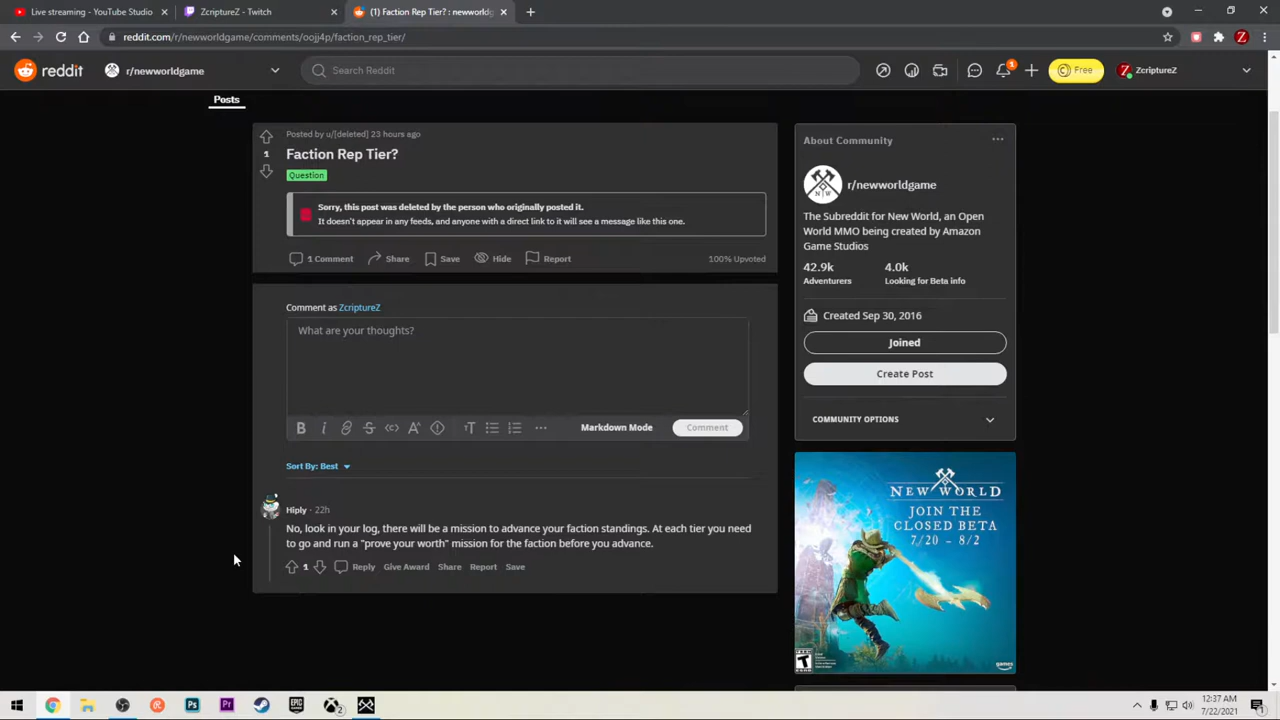 Live streaming - YouTube Studio
ZcriptureZ - Twitch
(1) Faction Rep Tier? : newworldg
reddit.com/r/newworldgame/comments/oojj4p/faction_rep_tier/
Z
reddit
r/newworldgame
Search Reddit
1
Free
ZcriptureZ
Posts
Posted by u/[deleted] 23 hours ago
1
Faction Rep Tier?
Question
Sorry, this post was deleted by the person who originally posted it.
It doesn't appear in any feeds, and anyone with a direct link to it will see a message like this one.
1 Comment
Share
Save
Hide
Report
100% Upvoted
Comment as ZcriptureZ
What are your thoughts?
Markdown Mode
Comment
Sort By: Best
Hiply · 22h
No, look in your log, there will be a mission to advance your faction standings. At each tier you need
to go and run a "prove your worth" mission for the faction before you advance.
1
Reply
Give Award
Share
Report
Save
About Community
r/newworldgame
The Subreddit for New World, an Open
World MMO being created by Amazon
Game Studios
42.9k
4.0k
Adventurers
Looking for Beta info
Created Sep 30, 2016
Joined
Create Post
COMMUNITY OPTIONS
NEW WORLD
JOIN THE
CLOSED BETA
7/20 - 8/2
games
12:37 AM
7/22/2021